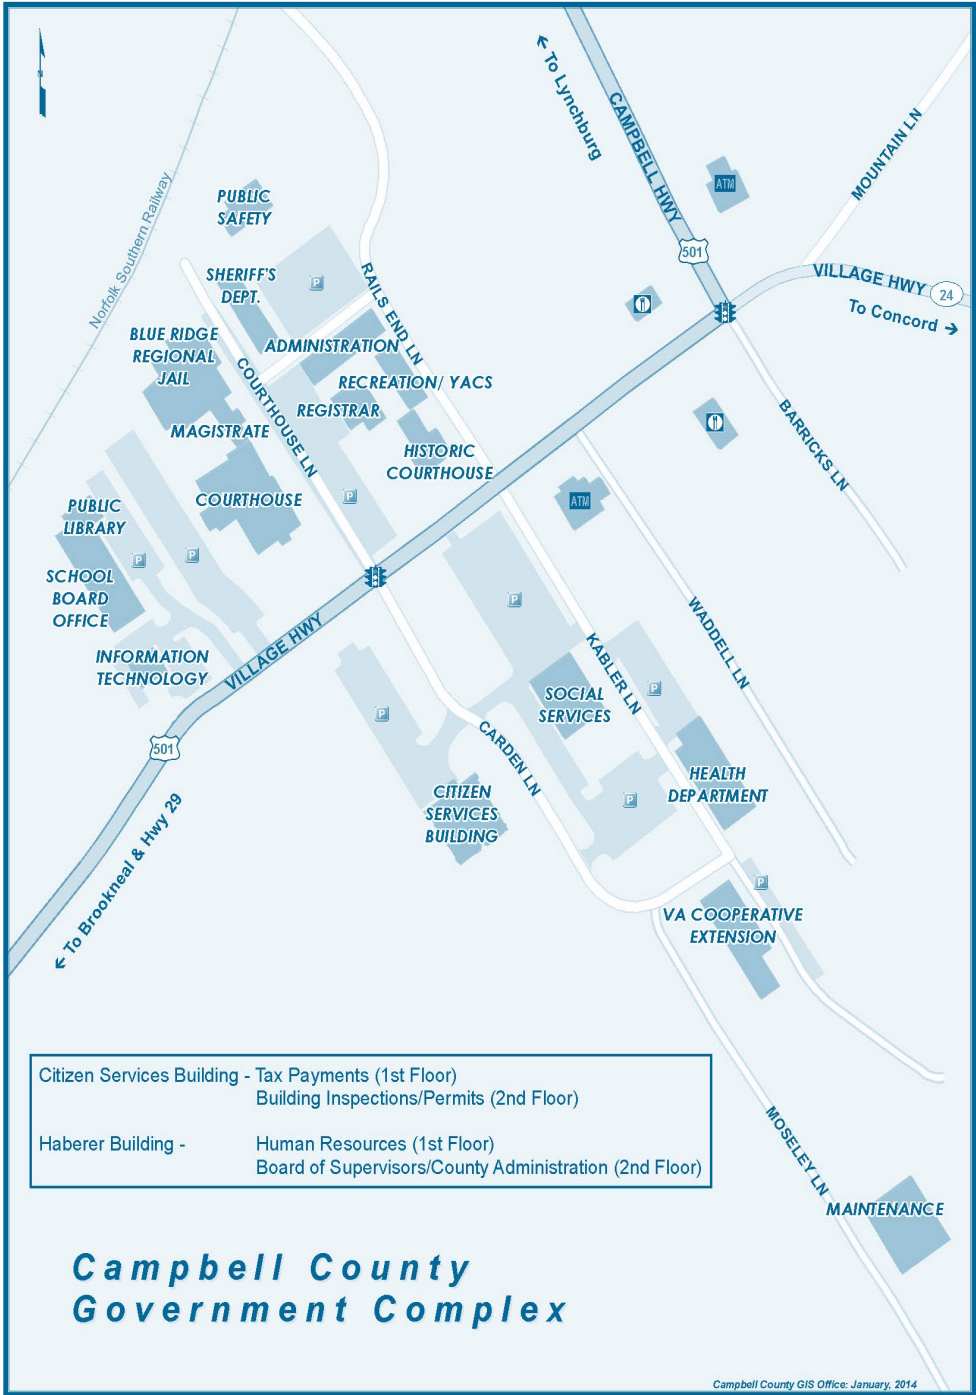 N
← To Lynchburg
CAMPBELL HWY
MOUNTAIN LN
ATM
501
VILLAGE HWY
24
To Concord →
Norfolk Southern Railway
PUBLIC
SAFETY
SHERIFF'S
DEPT.
P
RAILS END LN
BLUE RIDGE
REGIONAL
JAIL
ADMINISTRATION
COURTHOUSE LN
RECREATION/ YACS
REGISTRAR
MAGISTRATE
HISTORIC
COURTHOUSE
BARRICKS LN
COURTHOUSE
P
ATM
PUBLIC
LIBRARY
P
P
SCHOOL
BOARD
OFFICE
P
INFORMATION
TECHNOLOGY
VILLAGE HWY
KABLER LN
WADDELL LN
SOCIAL
SERVICES
P
P
501
CARDEN LN
CITIZEN
SERVICES
BUILDING
HEALTH
DEPARTMENT
P
← To Brookneal & Hwy 29
P
VA COOPERATIVE
EXTENSION
Citizen Services Building - Tax Payments (1st Floor)
Building Inspections/Permits (2nd Floor)
Haberer Building - Human Resources (1st Floor)
Board of Supervisors/County Administration (2nd Floor)
MOSELEY LN
MAINTENANCE
Campbell County
Government Complex
Campbell County GIS Office: January, 2014